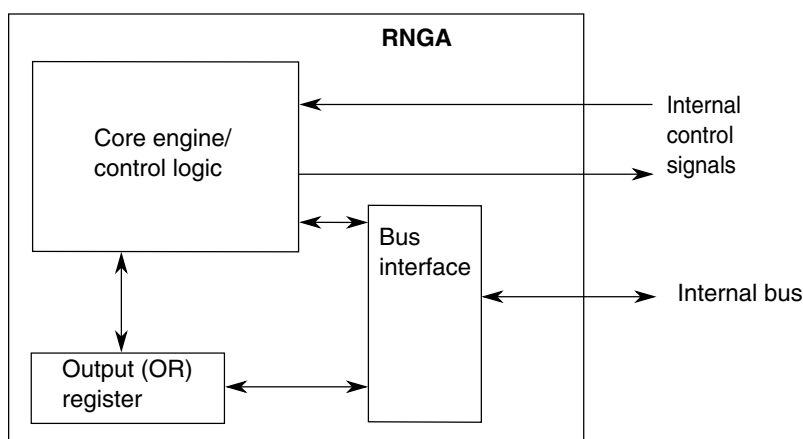 RNGA
Core engine/
control logic
Internal
control
signals
Bus
interface
Internal bus
Output (OR)
register